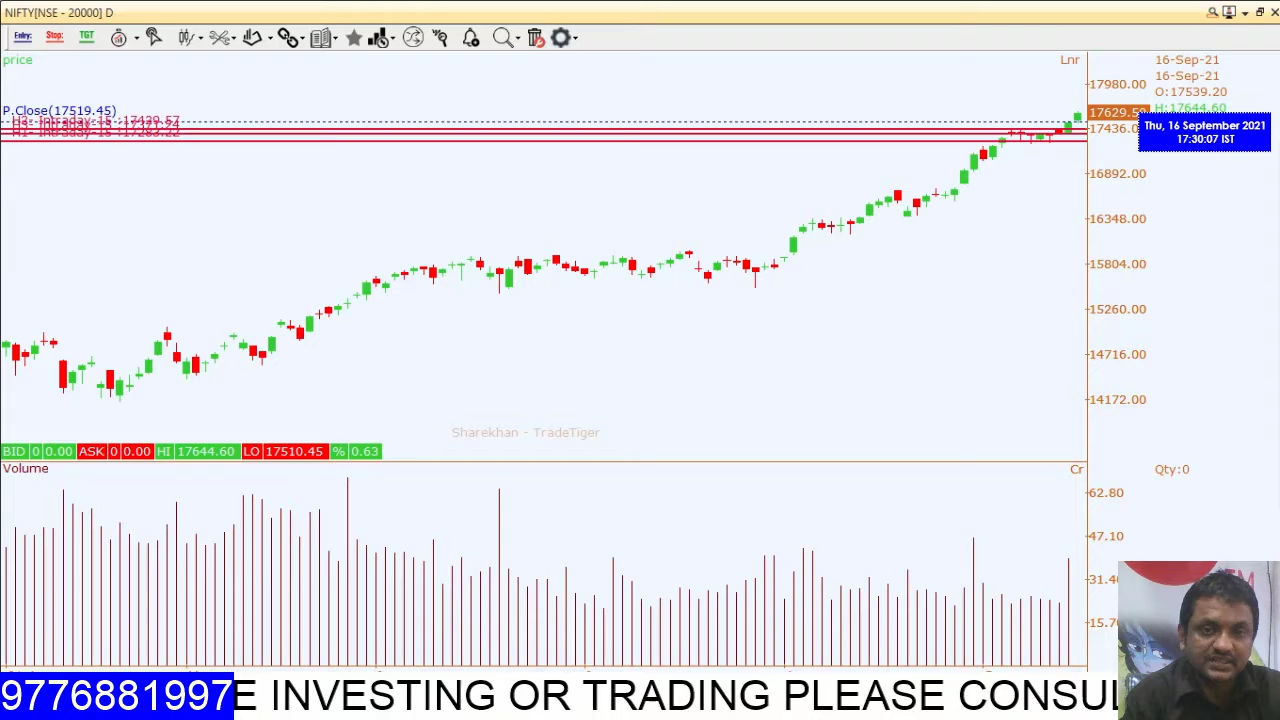 NIFTY[NSE - 20000] D
Entry: Stop: TGT
price
Lnr
16-Sep-21
16-Sep-21
O:17539.20
H:17644.60
Thu, 16 September 2021
17:30:07 IST
P.Close(17519.45)
17980.00
17629.50
17436.0
16892.00
16348.00
15804.00
15260.00
14716.00
14172.00
Sharekhan - TradeTiger
BID 0 0.00 ASK 0 0.00 HI 17644.60 LO 17510.45 % 0.63
Volume
Cr
Qty:0
62.80
47.10
31.4
15.7
TM
9776881997
E INVESTING OR TRADING PLEASE CONSUL